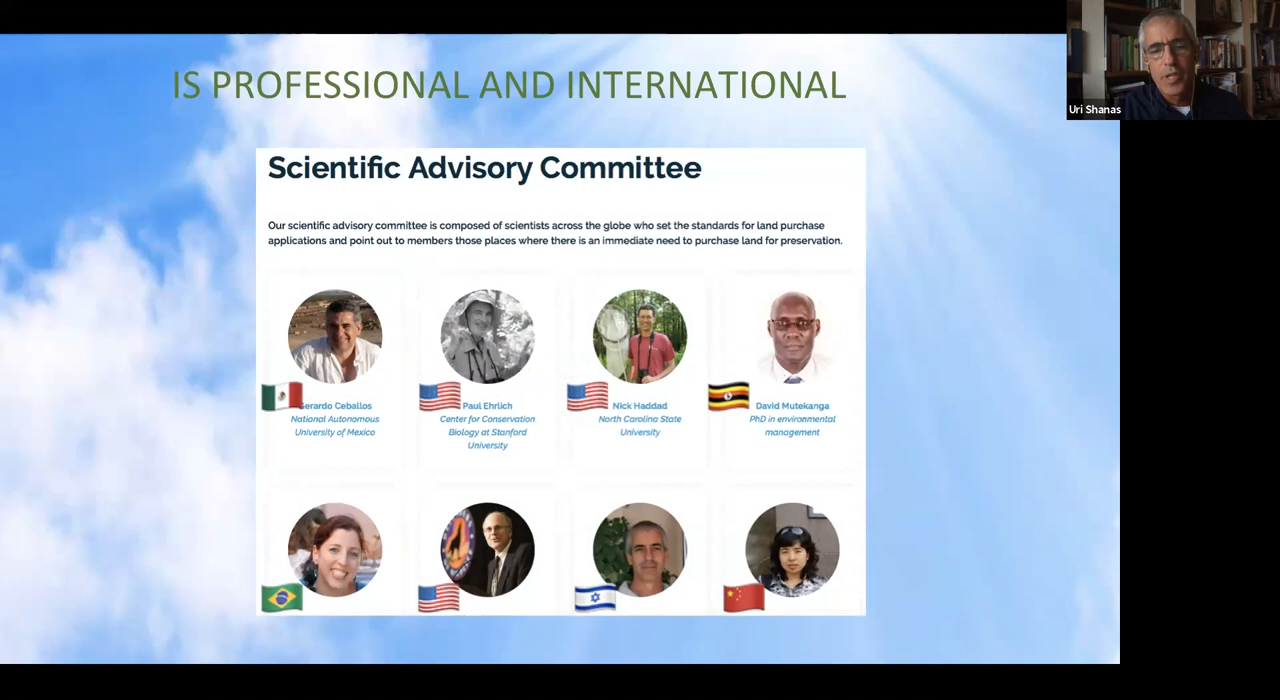 IS PROFESSIONAL AND INTERNATIONAL
Uri Shanas
Scientific Advisory Committee
Our scientific advisory committee is composed of scientists across the globe who set the standards for land purchase
applications and point out to members those places where there is an immediate need to purchase land for preservation.
Gerardo Ceballos
National Autonomous
University of Mexico
Paul Ehrlich
Center for Conservation
Biology at Stanford
University
Nick Haddad
North Carolina State
University
David Mutekanga
PhD in environmental
management